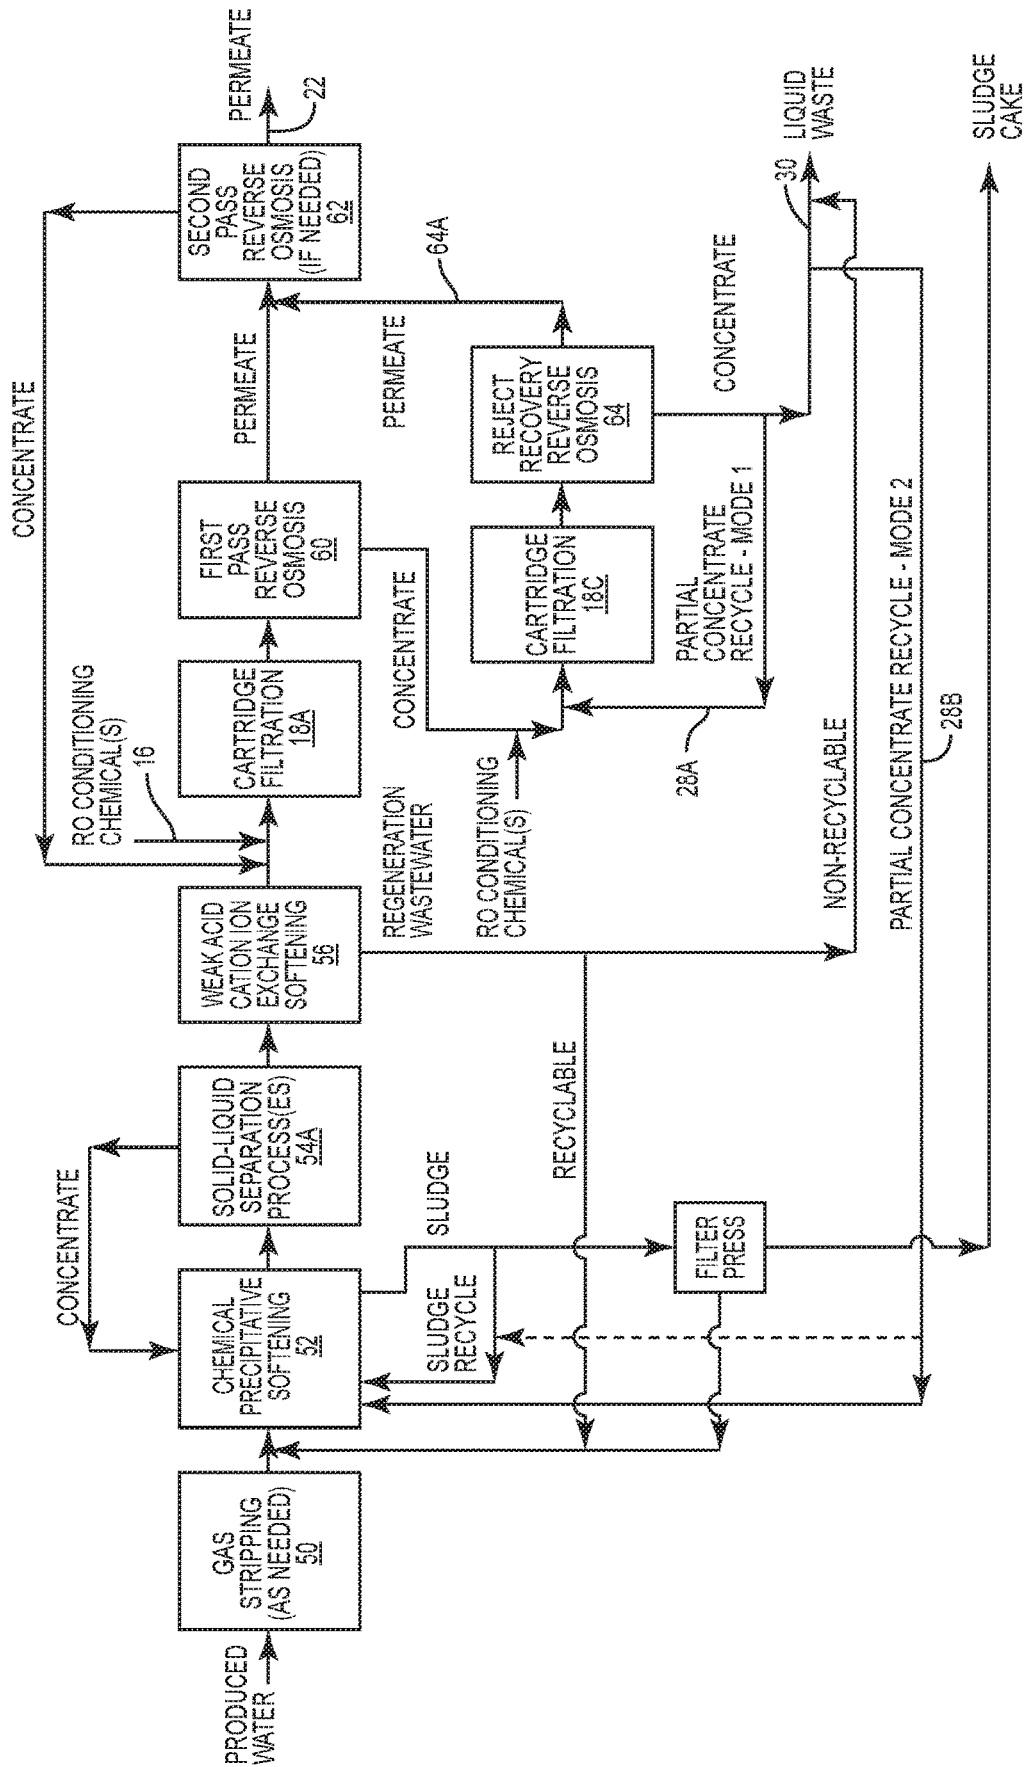 CONCENTRATE
RO CONDITIONING
CHEMICAL(S)
16
CONCENTRATE
PRODUCED
WATER
GAS
STRIPPING
(AS NEEDED)
50
CHEMICAL
PRECIPITATIVE
SOFTENING
52
SOLID-LIQUID
SEPARATION
PROCESS(ES)
54A
WEAK ACID
CATION ION
EXCHANGE
SOFTENING
56
CARTRIDGE
FILTRATION
18A
FIRST
PASS
REVERSE
OSMOSIS
60
PERMEATE
SECOND
PASS
REVERSE
OSMOSIS
(IF NEEDED)
62
PERMEATE
22
SLUDGE
SLUDGE
RECYCLE
REGENERATION
WASTEWATER
CONCENTRATE
PERMEATE
64A
RO CONDITIONING
CHEMICAL(S)
CARTRIDGE
FILTRATION
18C
REJECT
RECOVERY
REVERSE
OSMOSIS
64
RECYCLABLE
28A
PARTIAL
CONCENTRATE
RECYCLE - MODE 1
CONCENTRATE
30
LIQUID
WASTE
FILTER
PRESS
NON-RECYCLABLE
PARTIAL CONCENTRATE RECYCLE - MODE 2
28B
SLUDGE
CAKE